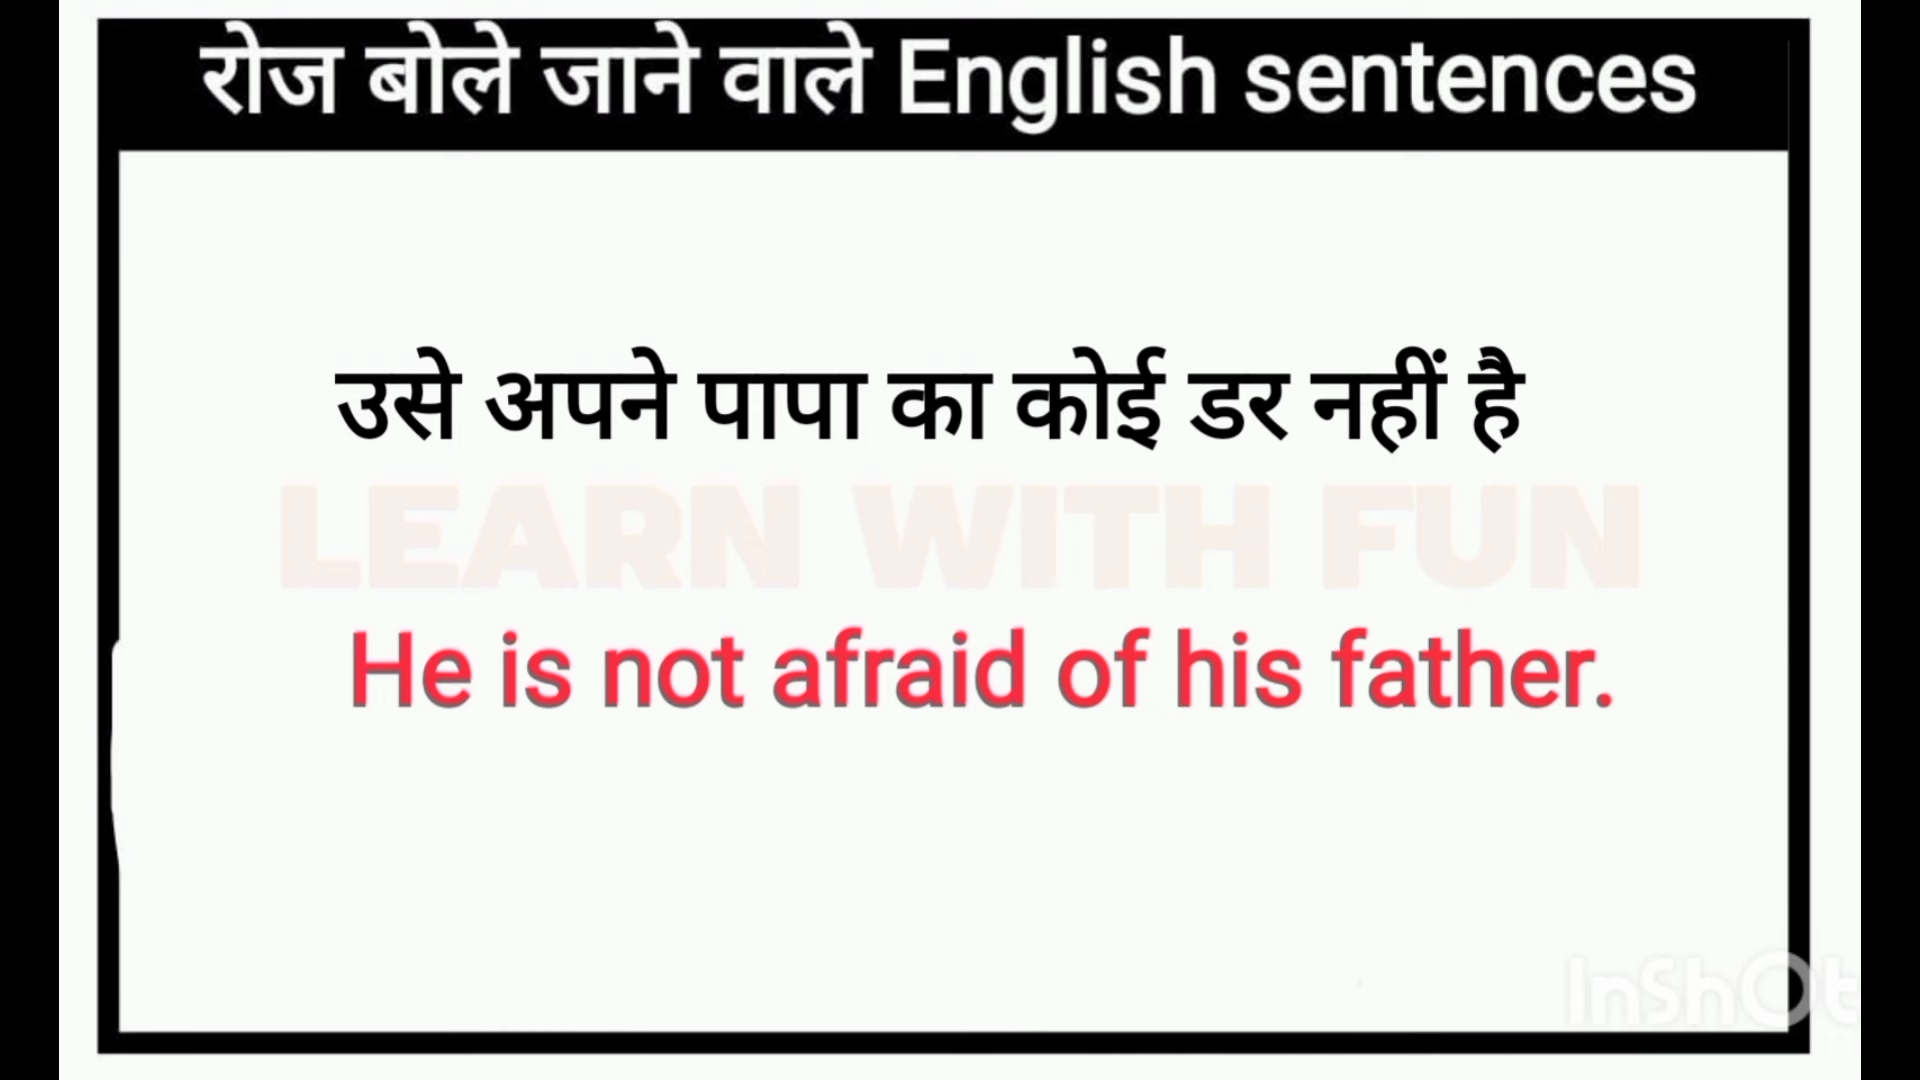 रोज बोले जाने वाले English sentences
उसे अपने पापा का कोई डर नहीं है
LEARN WITH FUN
He is not afraid of his father.
InShOt